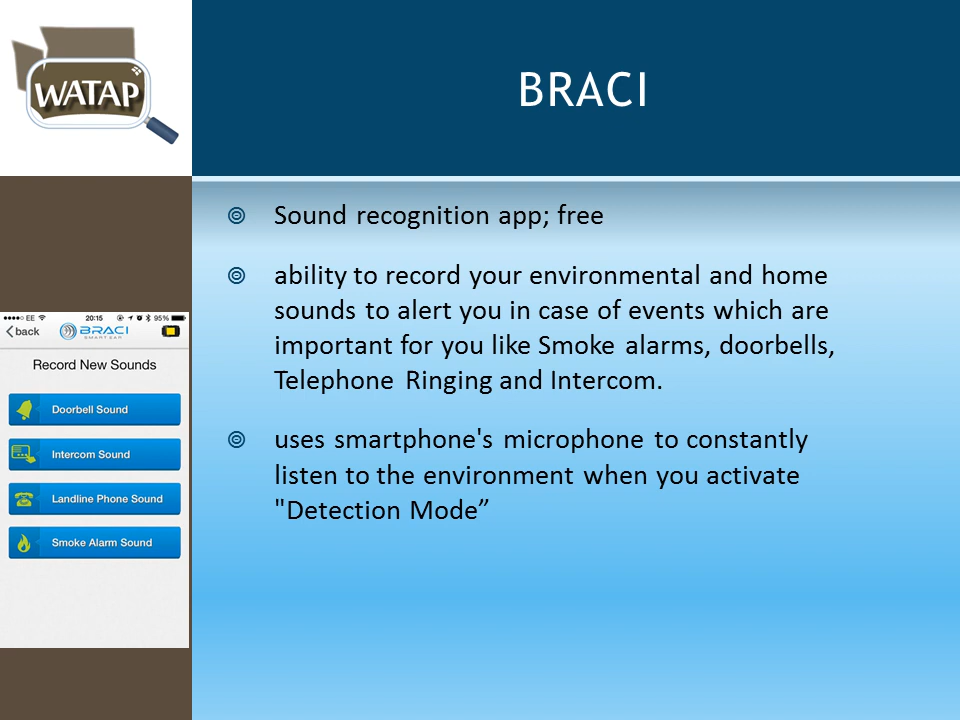 WATAP
BRACI
Sound recognition app; free
ability to record your environmental and home
sounds to alert you in case of events which are
important for you like Smoke alarms, doorbells,
Telephone Ringing and Intercom.
uses smartphone's microphone to constantly
listen to the environment when you activate
"Detection Mode”
EE 20:15 95%
back BRACI
SMART EAR
Record New Sounds
Doorbell Sound
Intercom Sound
Landline Phone Sound
Smoke Alarm Sound